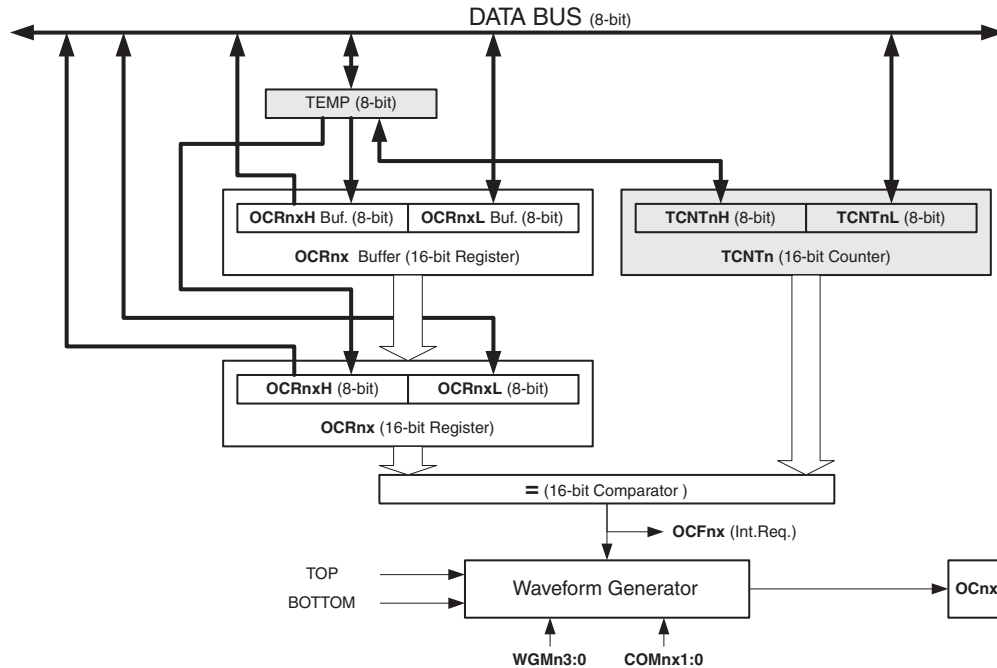 DATA BUS (8-bit)
TEMP (8-bit)
OCRnxH Buf. (8-bit) OCRnxL Buf. (8-bit)
OCRnx Buffer (16-bit Register)
TCNTnH (8-bit) TCNTnL (8-bit)
TCNTn (16-bit Counter)
OCRnxH (8-bit) OCRnxL (8-bit)
OCRnx (16-bit Register)
= (16-bit Comparator )
OCFnx (Int.Req.)
TOP
BOTTOM
Waveform Generator
OCnx
WGMn3:0 COMnx1:0